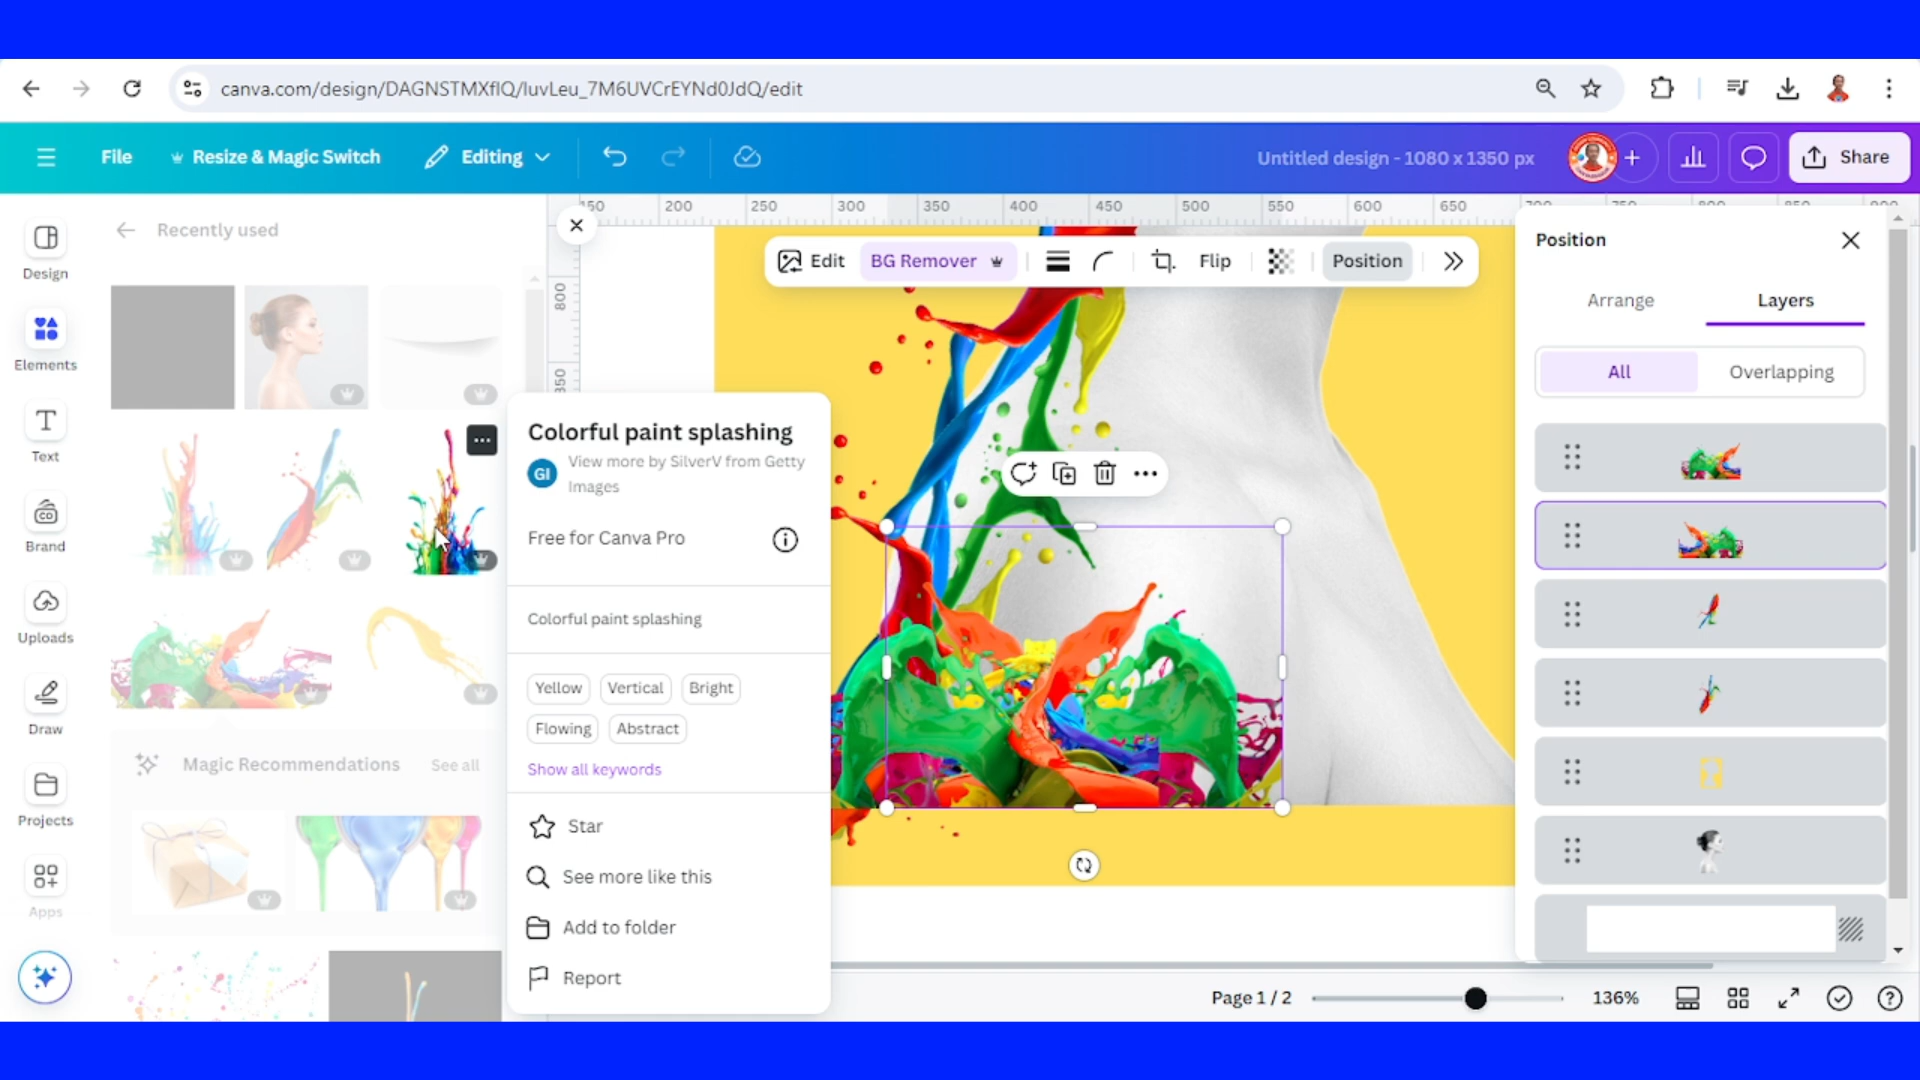 canva.com/design/DAGNSTMXflQ/luvLeu_7M6UVCrEYNd0JdQ/edit
File
Resize & Magic Switch
Editing
Untitled design - 1080 x 1350 px
Share
Design
Elements
Text
Brand
Uploads
Draw
Projects
Apps
Recently used
Magic Recommendations
See all
Colorful paint splashing
GI
View more by SilverV from Getty
Images
Free for Canva Pro
Colorful paint splashing
Yellow
Vertical
Bright
Flowing
Abstract
Show all keywords
Star
See more like this
Add to folder
Report
200
250
300
350
400
450
500
550
600
650
800
Edit
BG Remover
Flip
Position
Position
Arrange
Layers
All
Overlapping
Page 1 / 2
136%